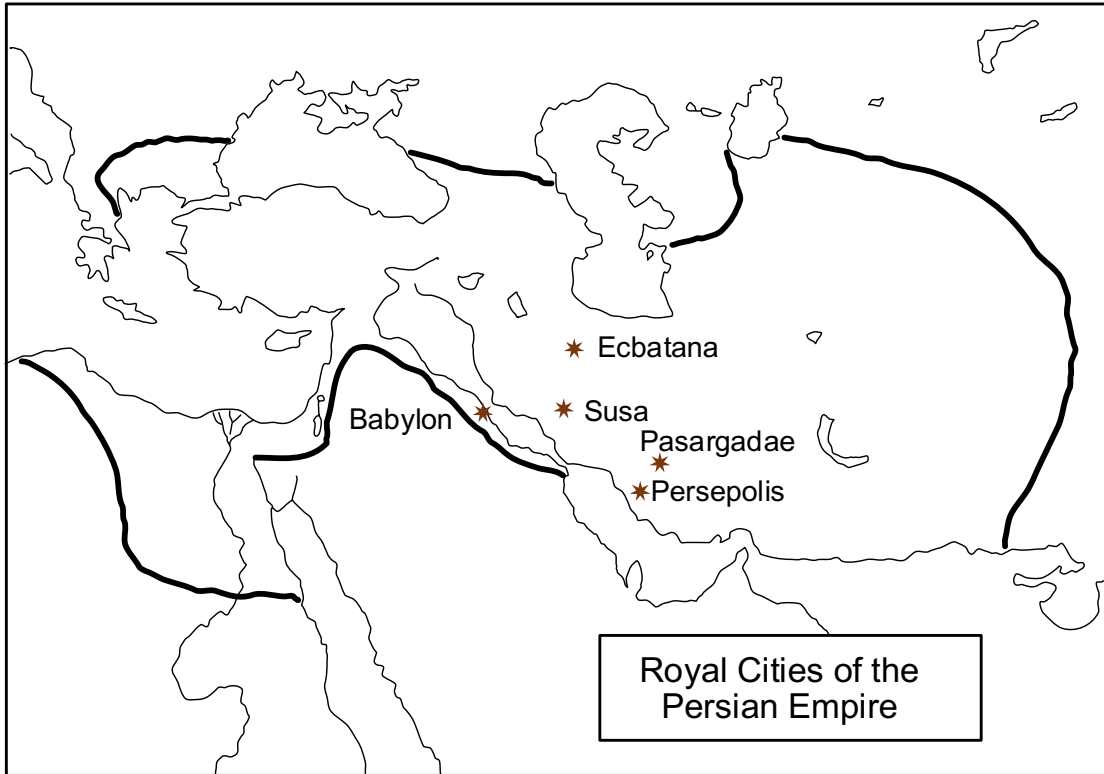 Ecbatana
Babylon
Susa
Pasargadae
Persepolis
Royal Cities of the
Persian Empire